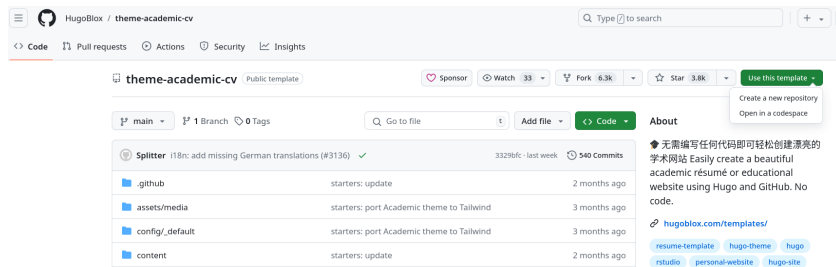 HugoBlox / theme-academic-cv
Type / to search
Code Pull requests Actions Security Insights
theme-academic-cv Public template
Sponsor Watch 33 Fork 6.3k Star 3.8k Use this template
Create a new repository
Open in a codespace
main 1 Branch 0 Tags Go to file t Add file Code
Splitter i18n: add missing German translations (#3136) 3329bfc · last week 540 Commits
.github starters: update 2 months ago
assets/media starters: port Academic theme to Tailwind 3 months ago
config/_default starters: port Academic theme to Tailwind 3 months ago
content starters: update 2 months ago
About
无需编写任何代码即可轻松创建漂亮的
学术网站 Easily create a beautiful
academic résumé or educational
website using Hugo and GitHub. No
code.
hugoblox.com/templates/
resume-template hugo-theme hugo
rstudio personal-website hugo-site